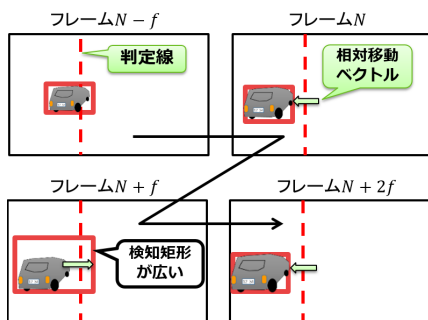 フレームN − f
フレームN
判定線
相対移動
ベクトル
フレームN + f
フレームN + 2f
検知矩形
が広い